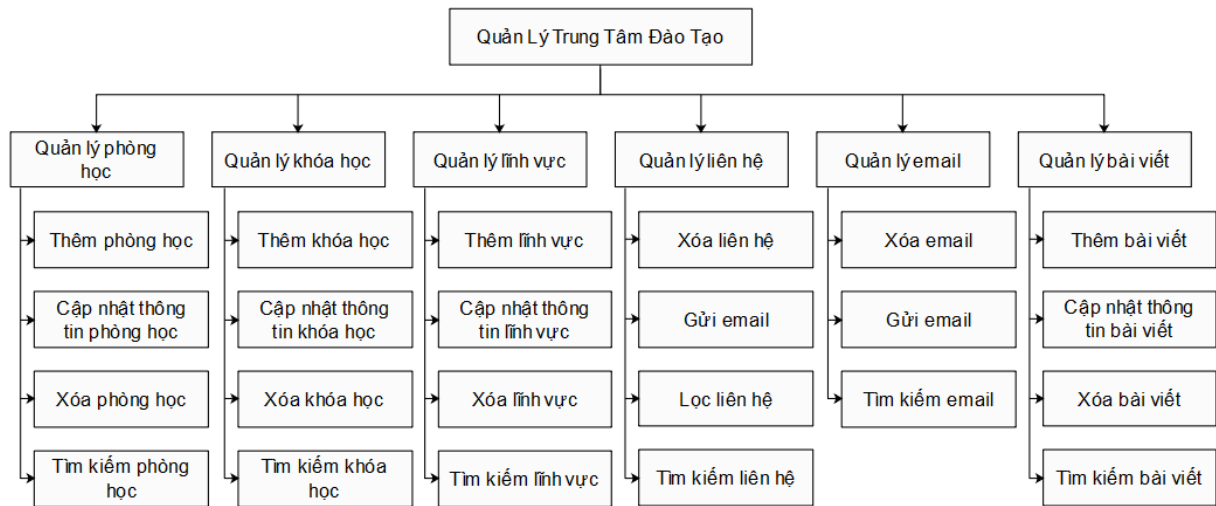 Quản Lý Trung Tâm Đào Tạo
Quản lý phòng
học
Thêm phòng học
Cập nhật thông
tin phòng học
Xóa phòng học
Tìm kiếm phòng
học
Quản lý khóa học
Thêm khóa học
Cập nhật thông
tin khóa học
Xóa khóa học
Tìm kiếm khóa
học
Quản lý lĩnh vực
Thêm lĩnh vực
Cập nhật thông
tin lĩnh vực
Xóa lĩnh vực
Tìm kiếm lĩnh vực
Quản lý liên hệ
Xóa liên hệ
Gửi email
Lọc liên hệ
Tìm kiếm liên hệ
Quản lý email
Xóa email
Gửi email
Tìm kiếm email
Quản lý bài viết
Thêm bài viết
Cập nhật thông
tin bài viết
Xóa bài viết
Tìm kiếm bài viết